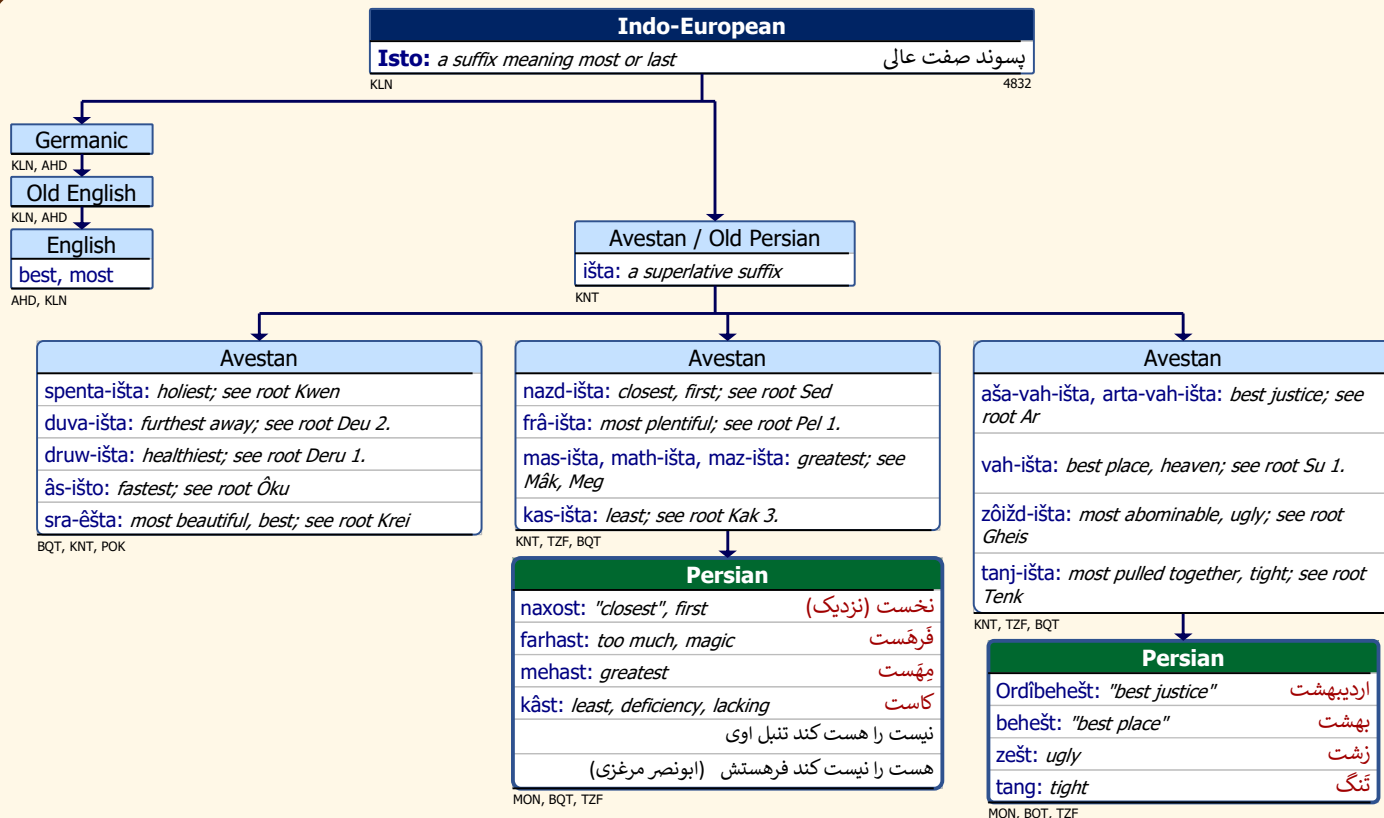 Indo-European
Isto: a suffix meaning most or last پسوند صفت عالی
KLN 4832
Germanic
KLN, AHD
Old English
KLN, AHD
English
best, most
AHD, KLN
Avestan / Old Persian
išta: a superlative suffix
KNT
Avestan
spenta-išta: holiest; see root Kwen
duva-išta: furthest away; see root Deu 2.
druw-išta: healthiest; see root Deru 1.
âs-išto: fastest; see root Ôku
sra-êšta: most beautiful, best; see root Krei
BQT, KNT, POK
Avestan
nazd-išta: closest, first; see root Sed
frâ-išta: most plentiful; see root Pel 1.
mas-išta, math-išta, maz-išta: greatest; see
Mâk, Meg
kas-išta: least; see root Kak 3.
KNT, TZF, BQT
Persian
naxost: "closest", first نخست (نزدیک)
farhast: too much, magic فَرهَست
mehast: greatest مِهَست
kâst: least, deficiency, lacking کاست
نیست را هست کند تنبل اوی
هست را نیست کند فرهستش (ابونصر مرغزی)
MON, BQT, TZF
Avestan
aša-vah-išta, arta-vah-išta: best justice; see
root Ar
vah-išta: best place, heaven; see root Su 1.
zôižd-išta: most abominable, ugly; see root
Gheis
tanj-išta: most pulled together, tight; see root
Tenk
KNT, TZF, BQT
Persian
Ordîbehešt: "best justice" اردیبهشت
behešt: "best place" بهشت
zešt: ugly زشت
tang: tight تَنگ
MON, BQT, TZF